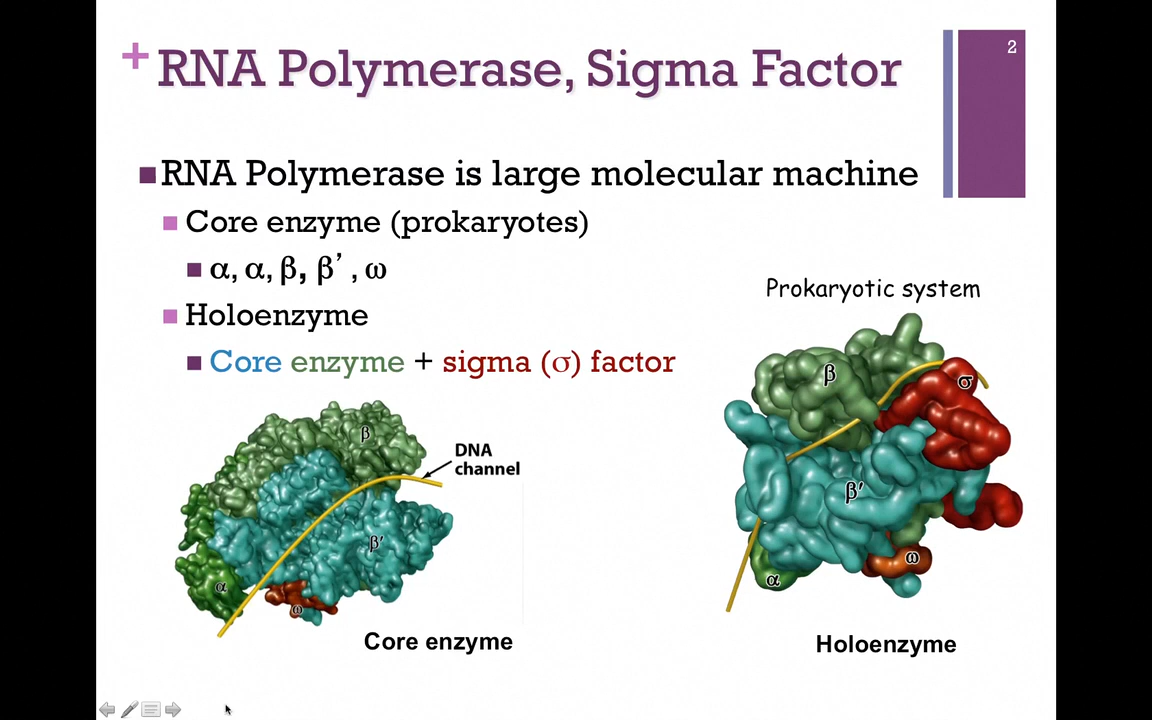 2
+ RNA Polymerase, Sigma Factor
RNA Polymerase is large molecular machine
Core enzyme (prokaryotes)
α, α, β, β’ , ω
Holoenzyme
Core enzyme + sigma (σ) factor
β
DNA
channel
β'
α
ω
Core enzyme
Prokaryotic system
β
σ
β'
ω
α
Holoenzyme